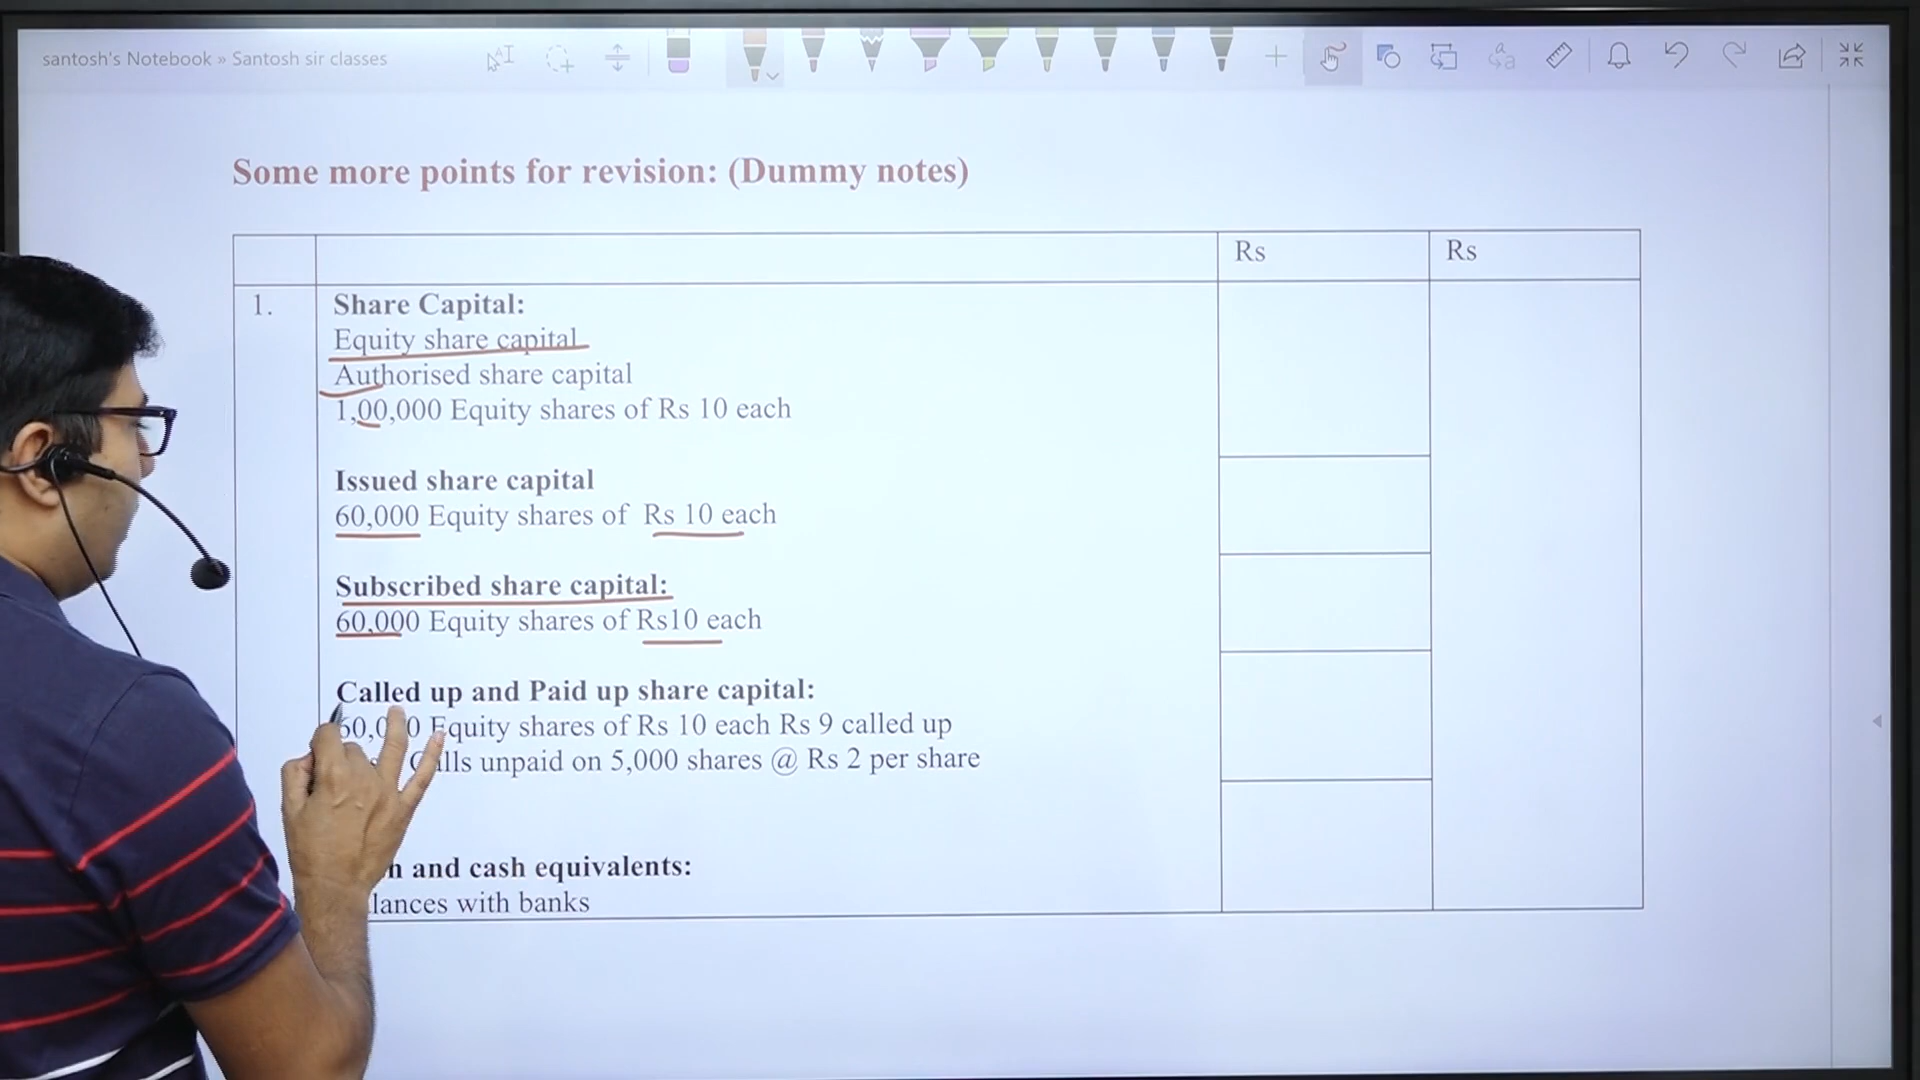 santosh's Notebook » Santosh sir classes
Some more points for revision: (Dummy notes)
Rs Rs
1. Share Capital:
Equity share capital
Authorised share capital
1,00,000 Equity shares of Rs 10 each
Issued share capital
60,000 Equity shares of Rs 10 each
Subscribed share capital:
60,000 Equity shares of Rs10 each
Called up and Paid up share capital:
Equity shares of Rs 10 each Rs 9 called up
unpaid on 5,000 shares @ Rs 2 per share
and cash equivalents:
with banks